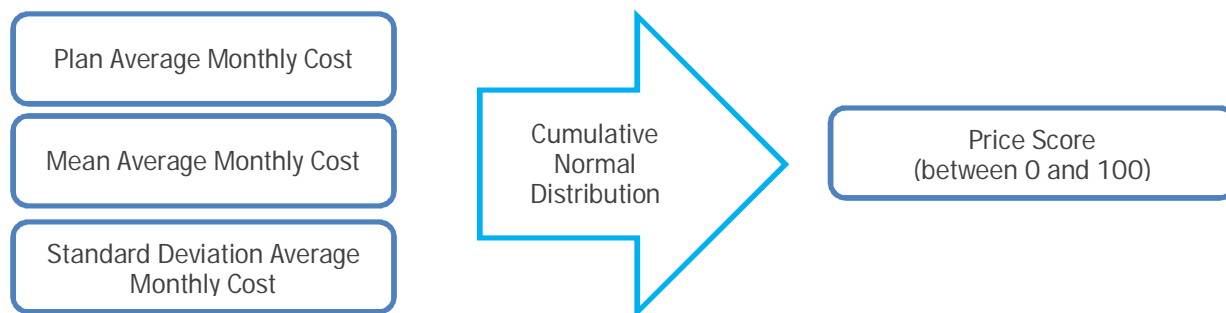 Plan Average Monthly Cost
Mean Average Monthly Cost
Standard Deviation Average
Monthly Cost
Cumulative
Normal
Distribution
Price Score
(between 0 and 100)